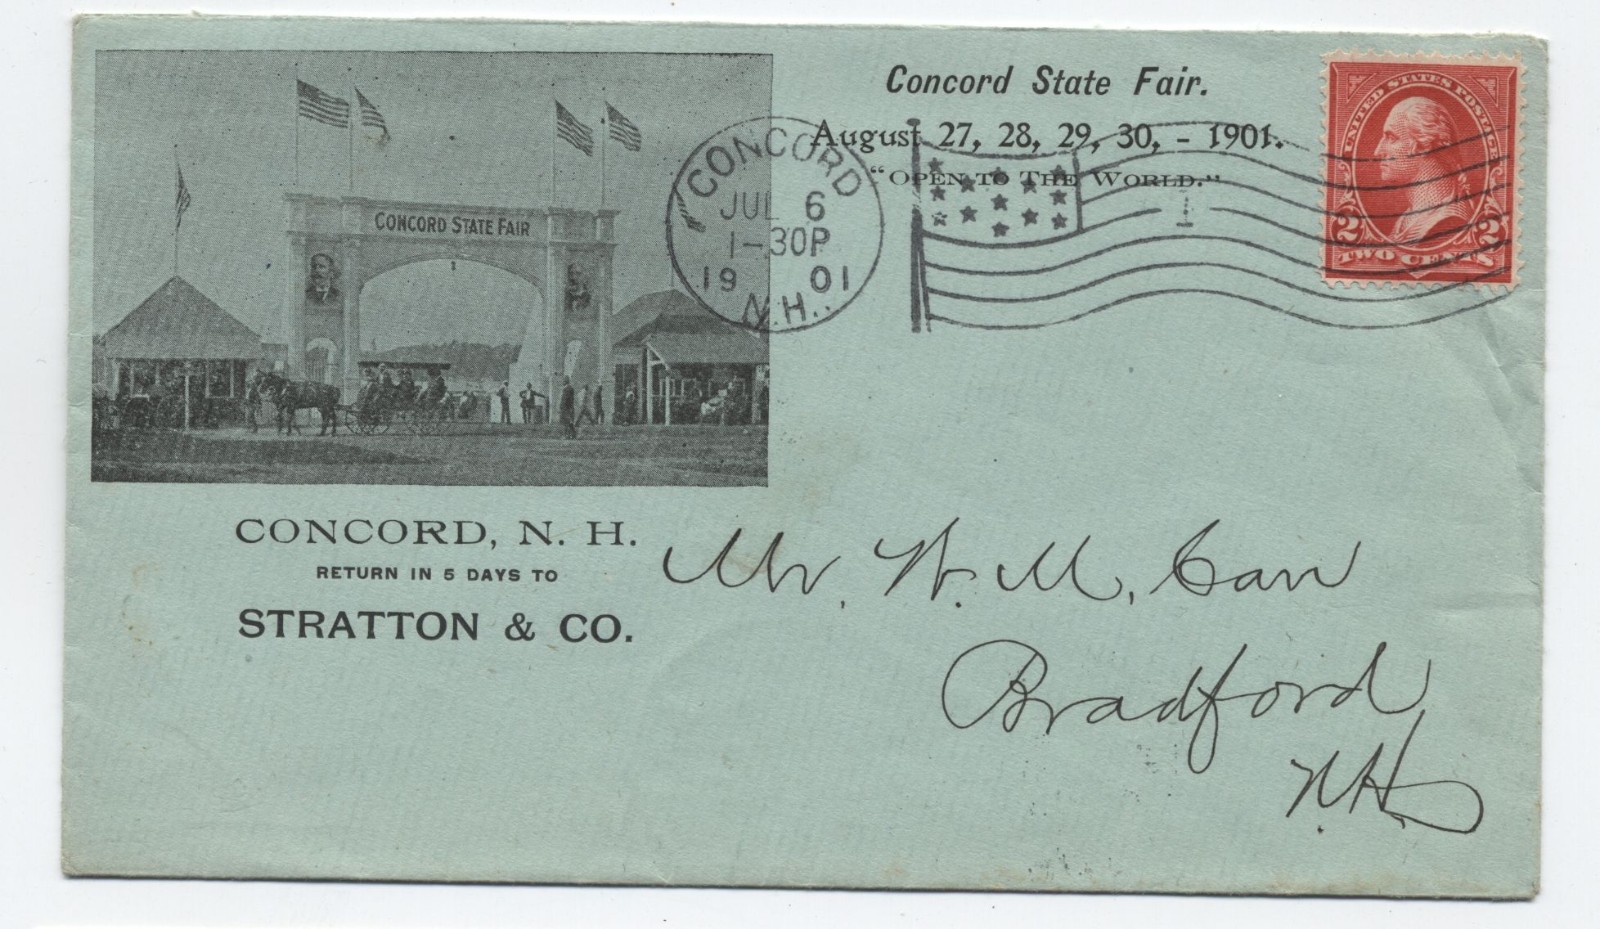 Concord State Fair.
August 27, 28, 29, 30, - 1901.
"OPEN TO THE WORLD."
CONCORD STATE FAIR
CONCORD
JUL 6
1-30P
1901
N.H.
1
UNITED STATES POSTAGE
2 2
TWO CENTS
CONCORD, N. H.
RETURN IN 5 DAYS TO
STRATTON & CO.
Mr. W. M. Carr
Bradford
N.H.